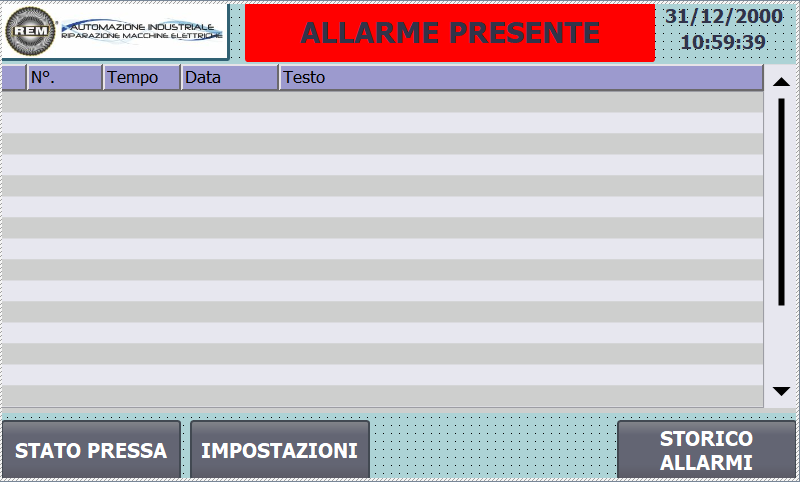 REM
AUTOMAZIONE INDUSTRIALE
RIPARAZIONE MACCHINE ELETTRICHE
ALLARME PRESENTE
31/12/2000
10:59:39
N°. Tempo Data Testo
STATO PRESSA
IMPOSTAZIONI
STORICO
ALLARMI